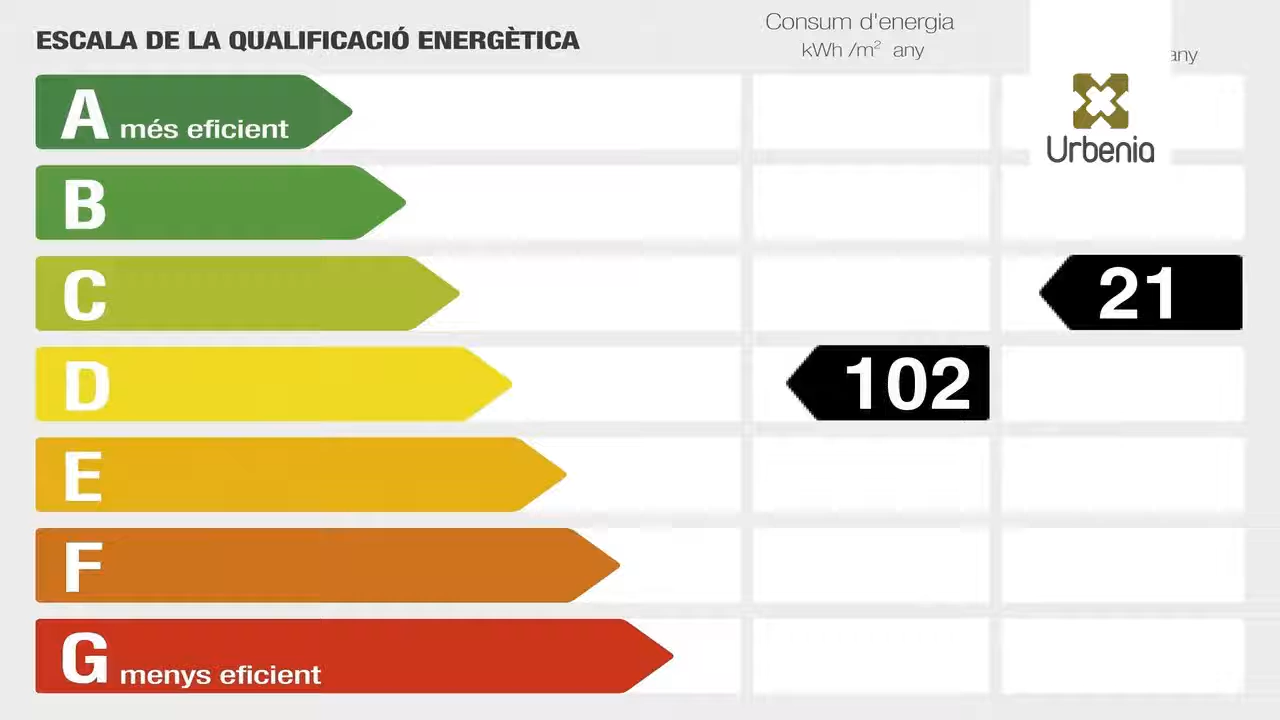 ESCALA DE LA QUALIFICACIÓ ENERGÈTICA
Consum d'energia
kWh /m² any
any
Urbenia
A més eficient
B
C
21
D
102
E
F
G menys eficient